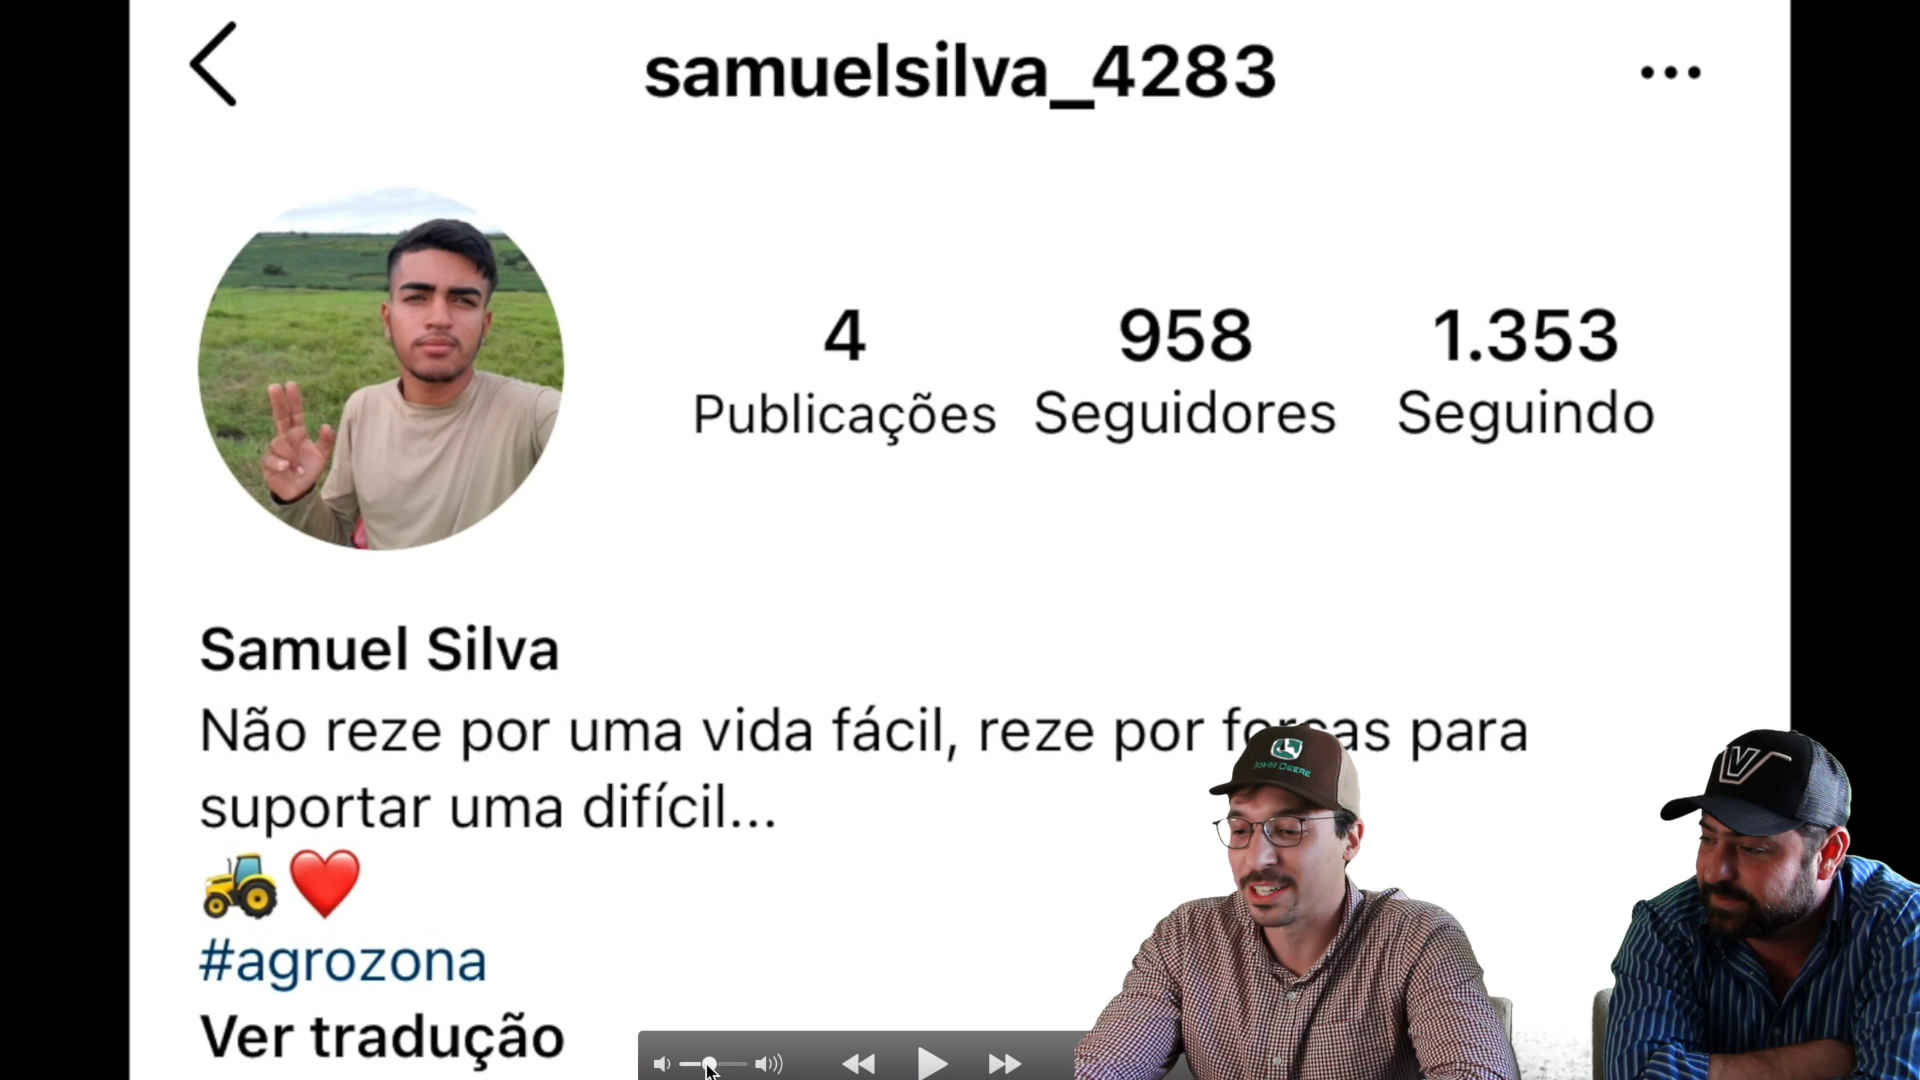 samuelsilva_4283
4 958 1.353
Publicações Seguidores Seguindo
Samuel Silva
Não reze por uma vida fácil, reze por para
suportar uma difícil...
#agrozona
Ver tradução
JOHN DEERE